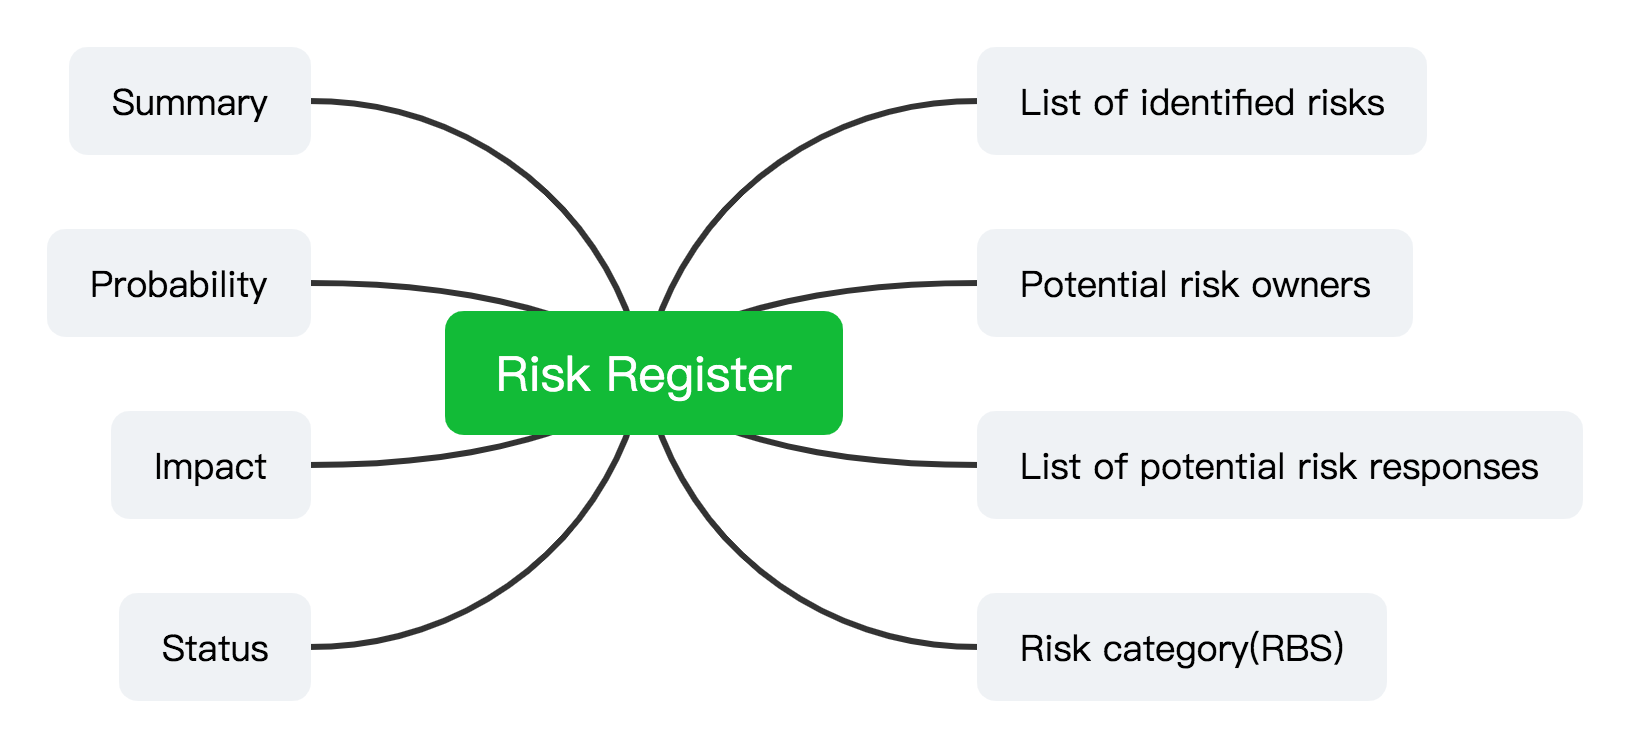 Summary
Probability
Impact
Status
Risk Register
List of identified risks
Potential risk owners
List of potential risk responses
Risk category(RBS)